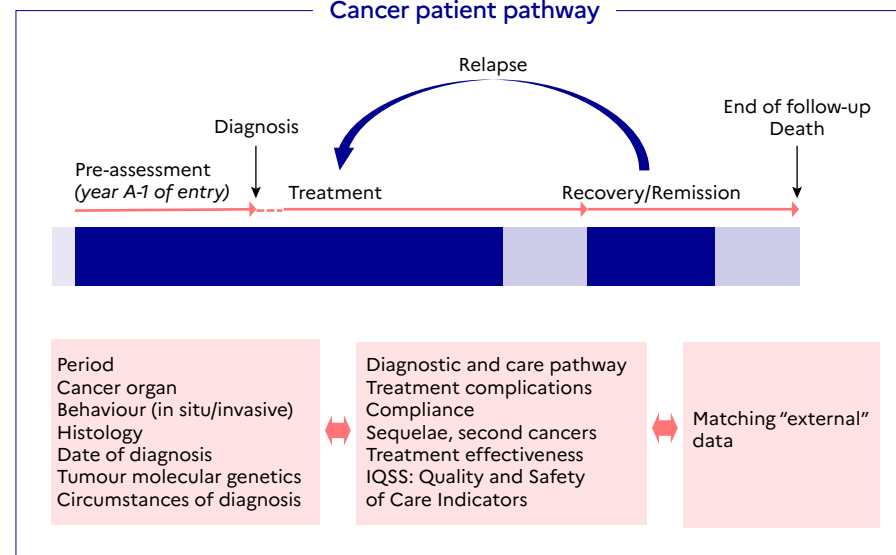 Cancer patient pathway
Relapse
End of follow-up
Death
Diagnosis
Pre-assessment
(year A-1 of entry)
Treatment
Recovery/Remission
Period
Cancer organ
Behaviour (in situ/invasive)
Histology
Date of diagnosis
Tumour molecular genetics
Circumstances of diagnosis
Diagnostic and care pathway
Treatment complications
Compliance
Sequelae, second cancers
Treatment effectiveness
IQSS: Quality and Safety
of Care Indicators
Matching “external”
data